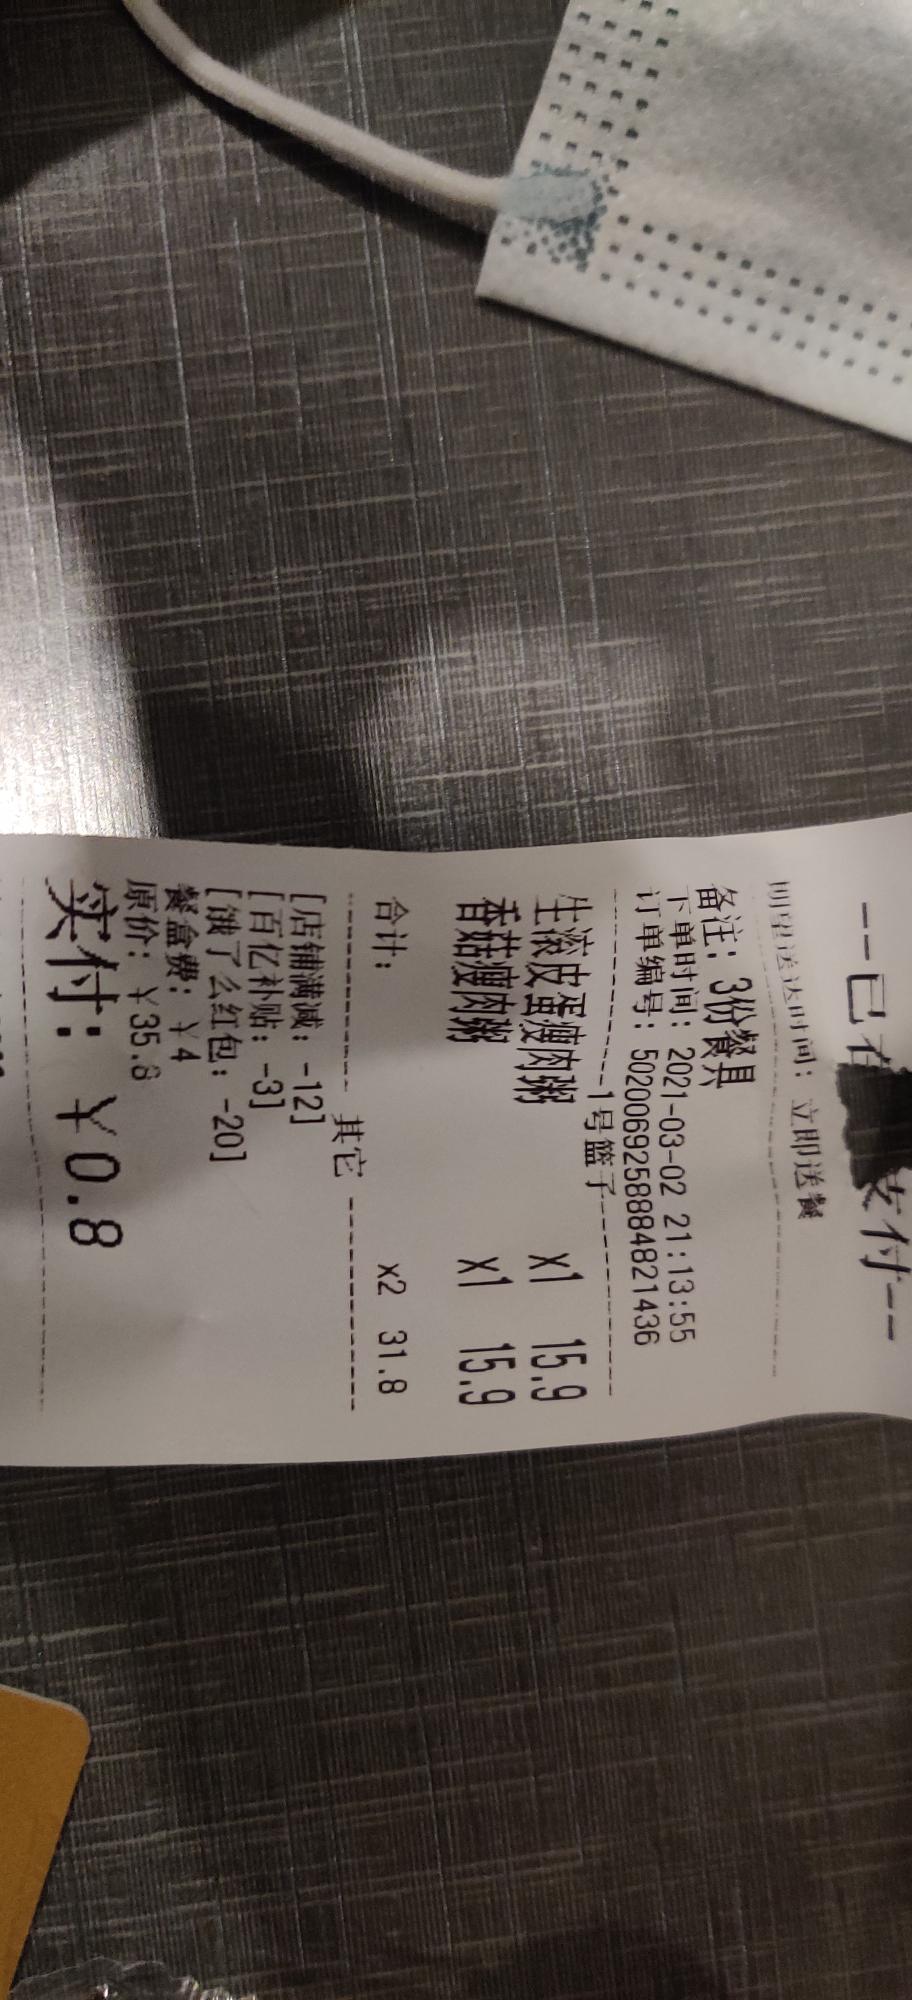 --已在 支付--
期望送达时间: 立即送餐
备注: 3份餐具
下单时间: 2021-03-02 21:13:55
订单编号: 5020069258884821436
1号篮子
生滚皮蛋瘦肉粥 x1 15.9
香菇瘦肉粥 x1 15.9
合计: x2 31.8
其它
[店铺满减: -12]
[百亿补贴: -3]
[饿了么红包: -20]
餐盒费: ￥4
原价: ￥35.8
实付: ￥0.8